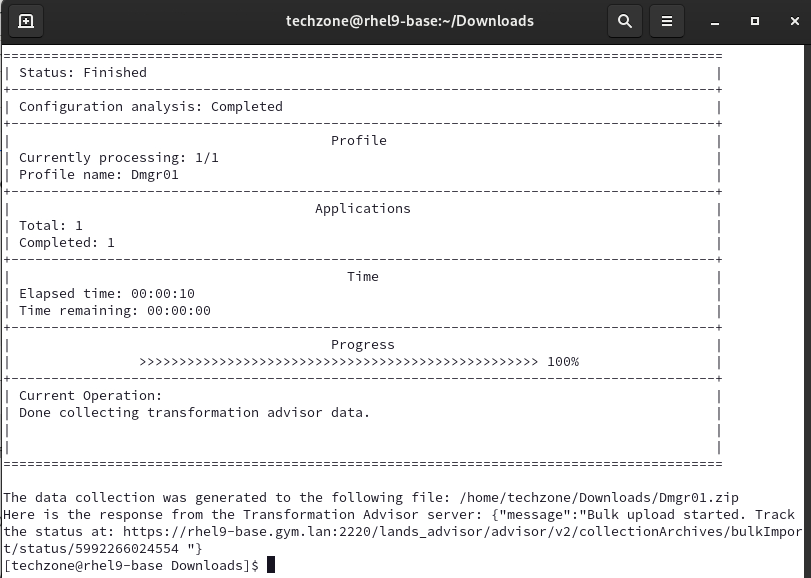 techzone@rhel9-base:~/Downloads
================================================================================
| Status: Finished |
+---------------------------------------------------------------------------------------+
| Configuration analysis: Completed |
+---------------------------------------------------------------------------------------+
| Profile |
| Currently processing: 1/1 |
| Profile name: Dmgr01 |
+---------------------------------------------------------------------------------------+
| Applications |
| Total: 1 |
| Completed: 1 |
+---------------------------------------------------------------------------------------+
| Time |
| Elapsed time: 00:00:10 |
| Time remaining: 00:00:00 |
+---------------------------------------------------------------------------------------+
| Progress |
| >>>>>>>>>>>>>>>>>>>>>>>>>>>>>>>>>>>>>>>>>>>>>>>>>> 100% |
+---------------------------------------------------------------------------------------+
| Current Operation: |
| Done collecting transformation advisor data. |
| |
| |
================================================================================
The data collection was generated to the following file: /home/techzone/Downloads/Dmgr01.zip
Here is the response from the Transformation Advisor server: {"message":"Bulk upload started. Track
the status at: https://rhel9-base.gym.lan:2220/lands_advisor/advisor/v2/collectionArchives/bulkImpor
t/status/5992266024554 "}
[techzone@rhel9-base Downloads]$